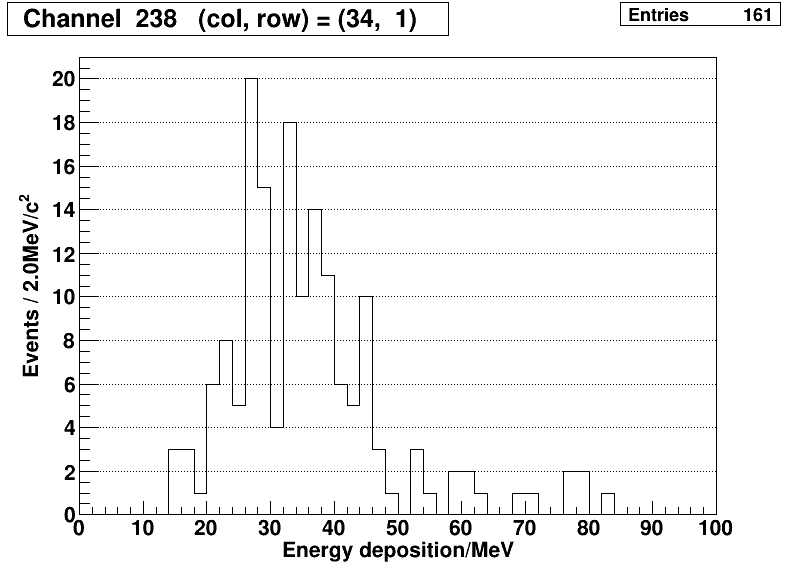 Channel 238 (col, row) = (34, 1)
Entries 161
Events / 2.0MeV/c²
20
18
16
14
12
10
8
6
4
2
0
0 10 20 30 40 50 60 70 80 90 100
Energy deposition/MeV